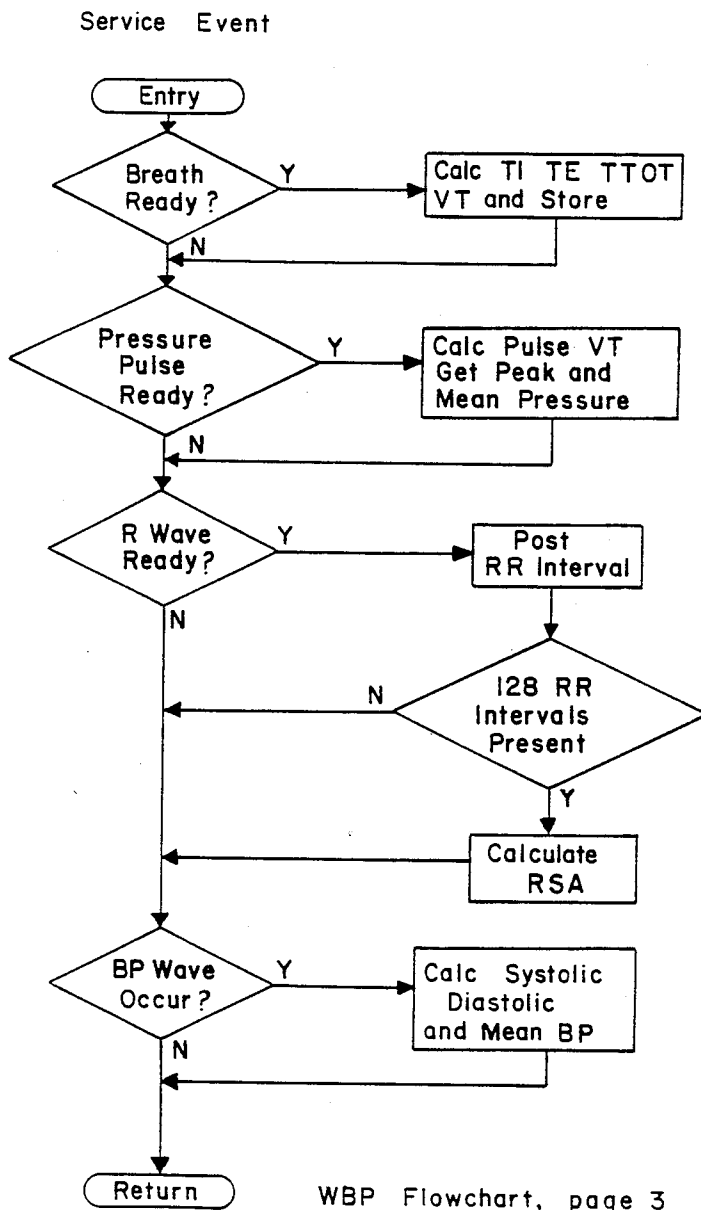 Service Event
Entry
Breath
Ready?
Y
Calc TI TE TTOT
VT and Store
N
Pressure
Pulse
Ready?
Y
Calc Pulse VT
Get Peak and
Mean Pressure
N
R Wave
Ready?
Y
Post
RR Interval
N
128 RR
Intervals
Present
N
Y
Calculate
RSA
BP Wave
Occur?
Y
Calc Systolic
Diastolic
and Mean BP
N
Return
WBP Flowchart, page 3